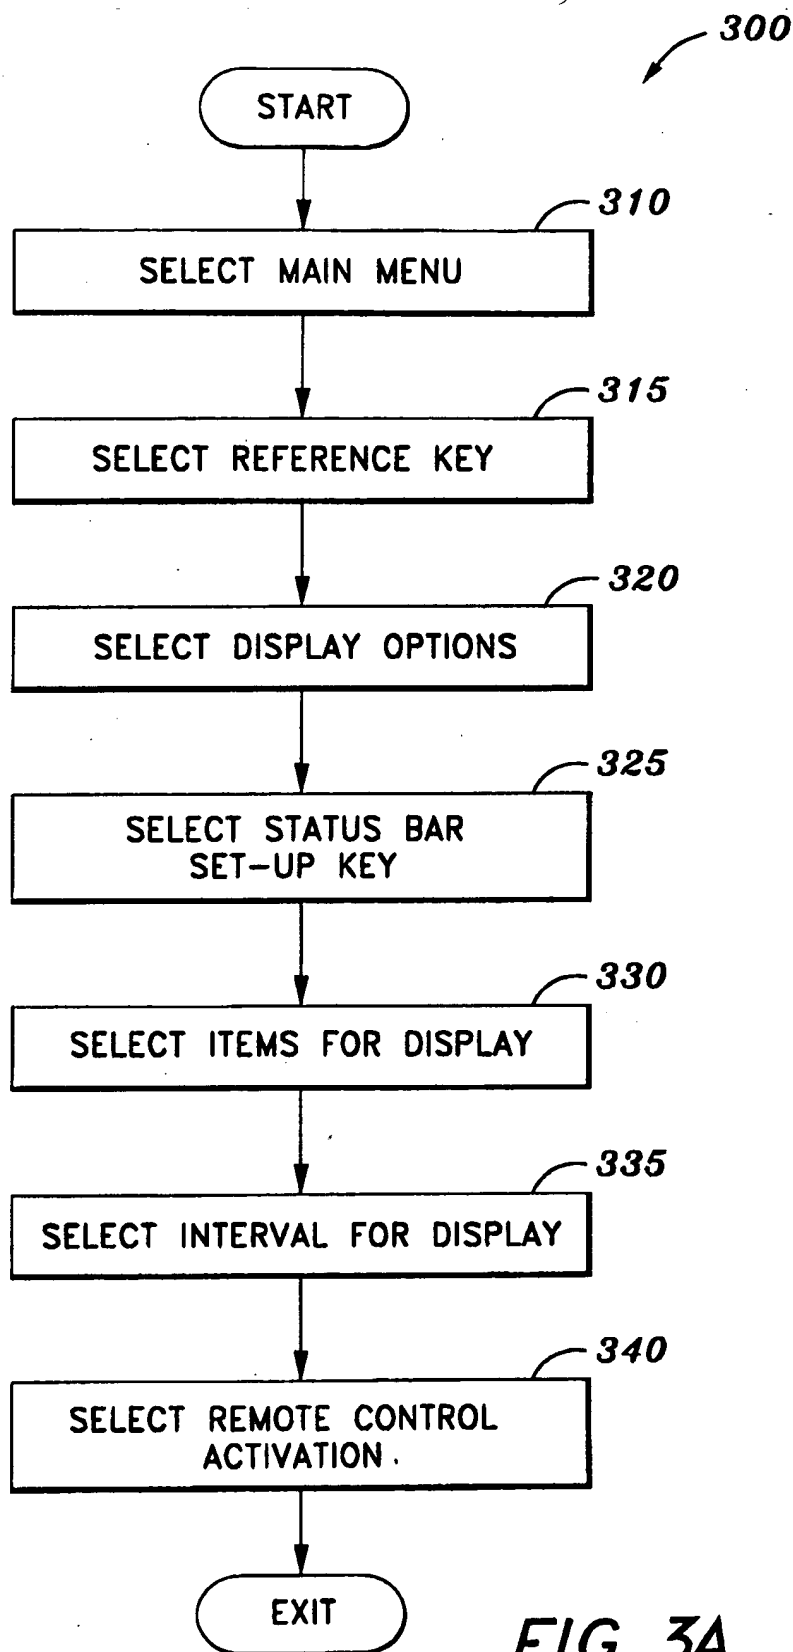 300
START
310
SELECT MAIN MENU
315
SELECT REFERENCE KEY
320
SELECT DISPLAY OPTIONS
325
SELECT STATUS BAR
SET-UP KEY
330
SELECT ITEMS FOR DISPLAY
335
SELECT INTERVAL FOR DISPLAY
340
SELECT REMOTE CONTROL
ACTIVATION.
EXIT
FIG. 3A